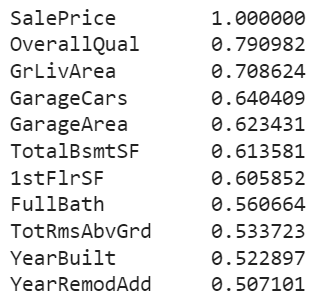 SalePrice 1.000000
OverallQual 0.790982
GrLivArea 0.708624
GarageCars 0.640409
GarageArea 0.623431
TotalBsmtSF 0.613581
1stFlrSF 0.605852
FullBath 0.560664
TotRmsAbvGrd 0.533723
YearBuilt 0.522897
YearRemodAdd 0.507101